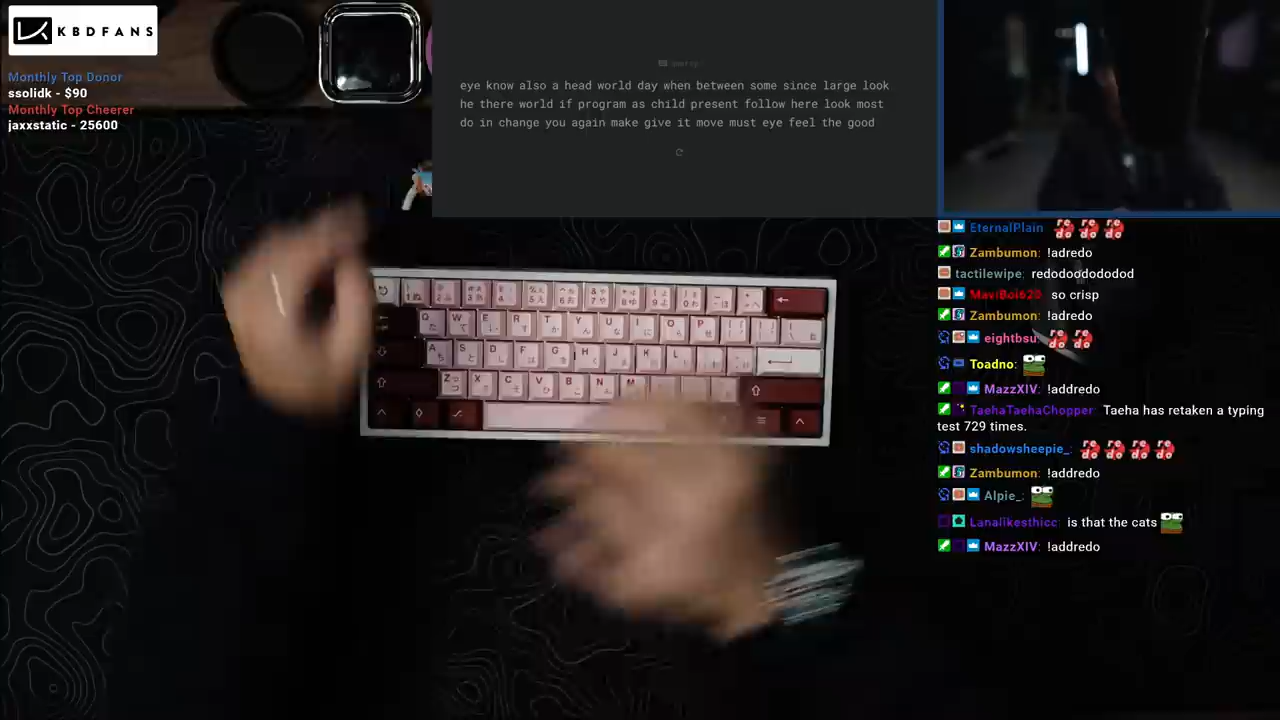 KBDFANS
Monthly Top Donor
ssolidk - $90
Monthly Top Cheerer
jaxxstatic - 25600
eye know also a head world day when between some since large look
he there world if program as child present follow here look most
do in change you again make give it move must eye feel the good
EternalPlain
Zambumon: !adredo
tactilewipe: redodododod
MaviBoi620: so crisp
Zambumon: !adredo
eightbsu:
Toadno:
MazzXIV: !addredo
TaehaTaehaChopper: Taeha has retaken a typing
test 729 times.
shadowsheepie_:
Zambumon: !addredo
Alpie_:
Lanalikesthicc: is that the cats
MazzXIV: !addredo
Q W E R T Y U I O P
A S D F G H J K L
Z X C V B N M